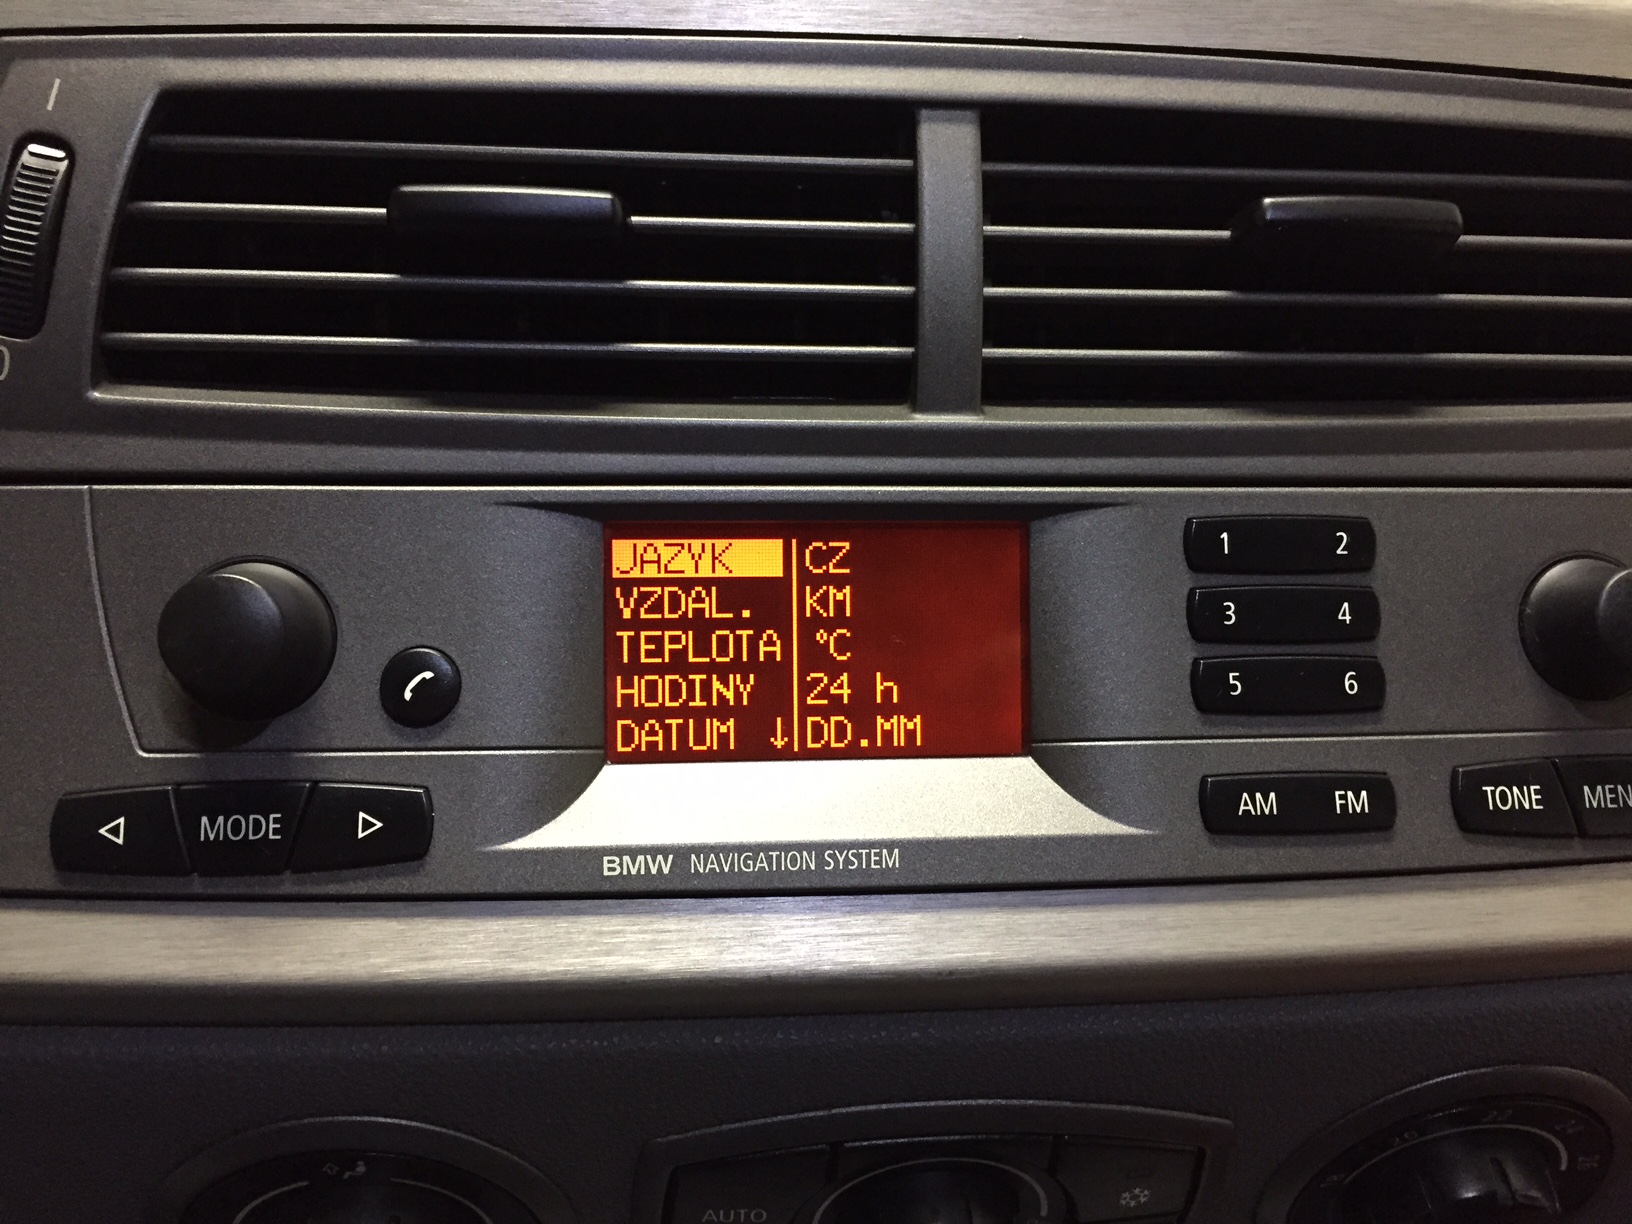 JAZYK CZ
VZDAL. KM
TEPLOTA °C
HODINY 24 h
DATUM ↓ DD.MM
1 2
3 4
5 6
MODE
AM FM
TONE
BMW NAVIGATION SYSTEM
AUTO